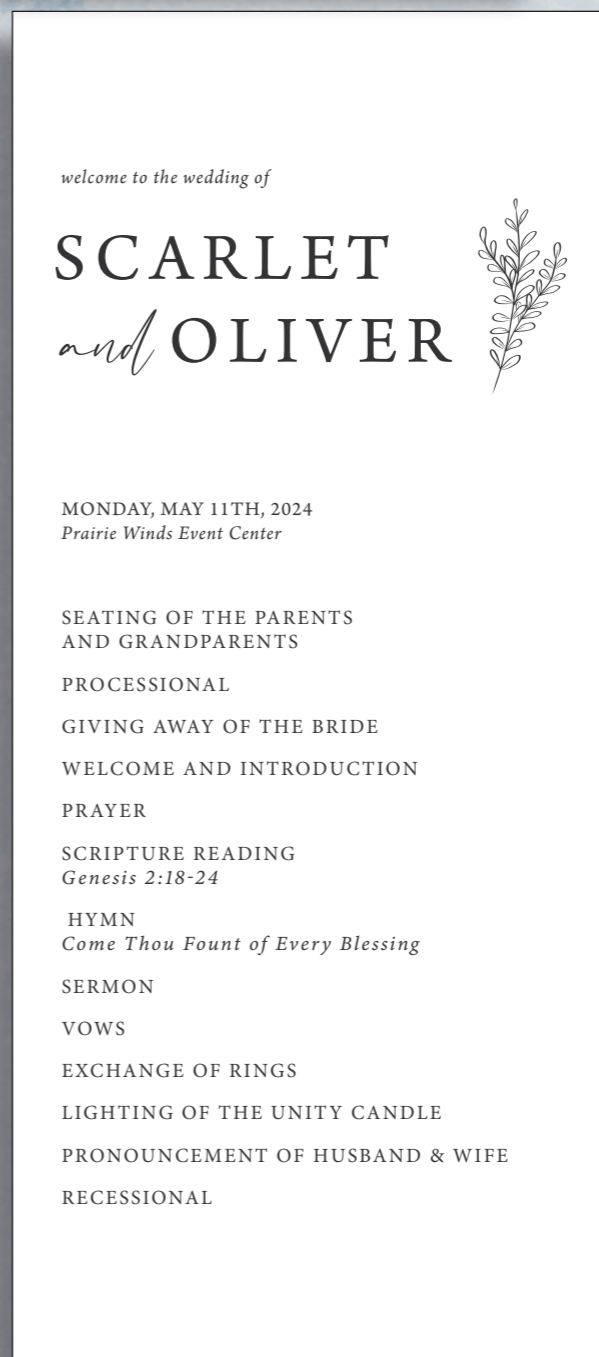 welcome to the wedding of
SCARLET
and OLIVER
MONDAY, MAY 11TH, 2024
Prairie Winds Event Center
SEATING OF THE PARENTS
AND GRANDPARENTS
PROCESSIONAL
GIVING AWAY OF THE BRIDE
WELCOME AND INTRODUCTION
PRAYER
SCRIPTURE READING
Genesis 2:18-24
HYMN
Come Thou Fount of Every Blessing
SERMON
VOWS
EXCHANGE OF RINGS
LIGHTING OF THE UNITY CANDLE
PRONOUNCEMENT OF HUSBAND & WIFE
RECESSIONAL